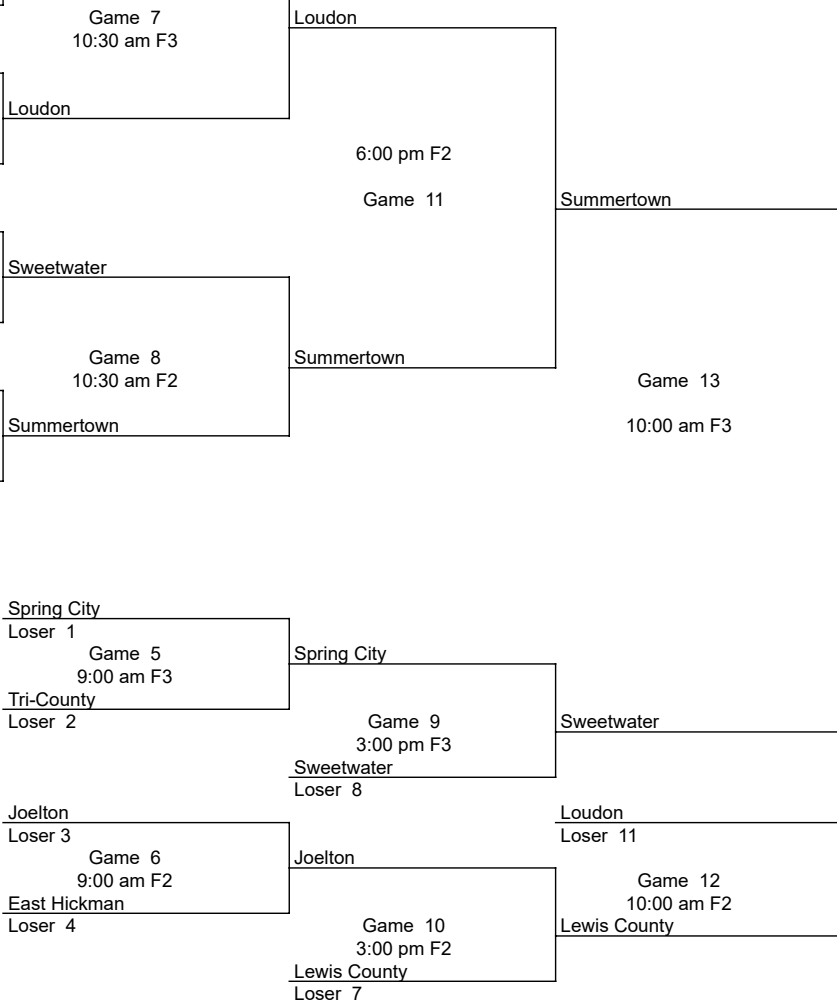 Game 7
Loudon
10:30 am F3
Loudon
6:00 pm F2
Game 11
Summertown
Sweetwater
Game 8
Summertown
10:30 am F2
Game 13
Summertown
10:00 am F3
Spring City
Loser 1
Game 5
Spring City
9:00 am F3
Tri-County
Loser 2
Game 9
Sweetwater
3:00 pm F3
Sweetwater
Loser 8
Joelton
Loudon
Loser 3
Loser 11
Game 6
Joelton
9:00 am F2
Game 12
10:00 am F2
East Hickman
Loser 4
Game 10
Lewis County
3:00 pm F2
Lewis County
Loser 7